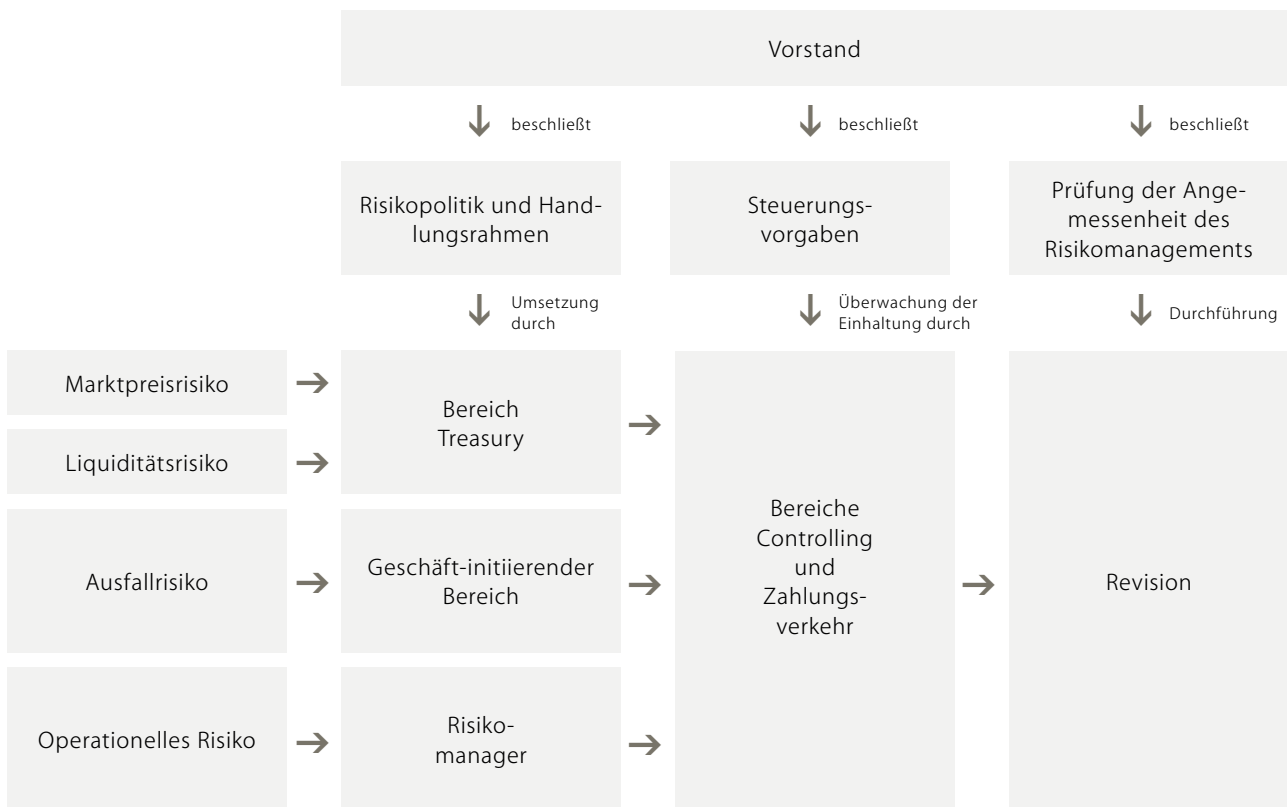 Vorstand
beschließt
beschließt
beschließt
Risikopolitik und Hand-
lungsrahmen
Steuerungs-
vorgaben
Prüfung der Ange-
messenheit des
Risikomanagements
Umsetzung
durch
Überwachung der
Einhaltung durch
Durchführung
Marktpreisrisiko
Liquiditätsrisiko
Bereich
Treasury
Ausfallrisiko
Geschäft-initiierender
Bereich
Operationelles Risiko
Risiko-
manager
Bereiche
Controlling
und
Zahlungs-
verkehr
Revision